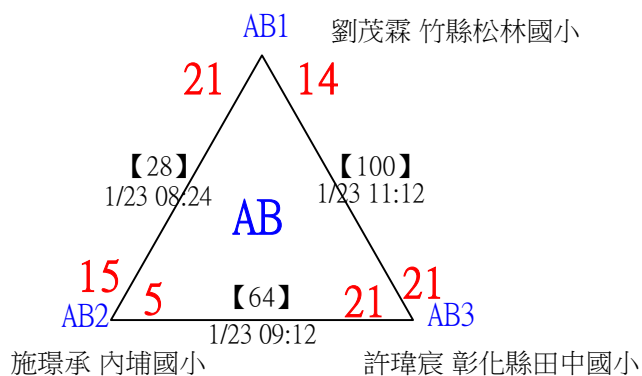 AB1 劉茂霖 竹縣松林國小
21 14
【28】 【100】
1/23 08:24 1/23 11:12
AB
15 5 【64】 21 21
AB2 AB3
1/23 09:12
施璟承 內埔國小 許瑋宸 彰化縣田中國小